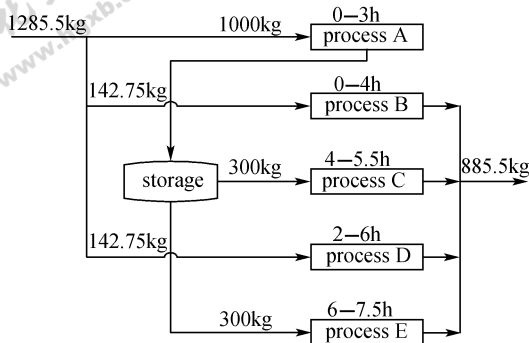 1285.5kg
1000kg
0—3h
process A
142.75kg
0—4h
process B
storage
300kg
4—5.5h
process C
885.5kg
142.75kg
2—6h
process D
300kg
6—7.5h
process E